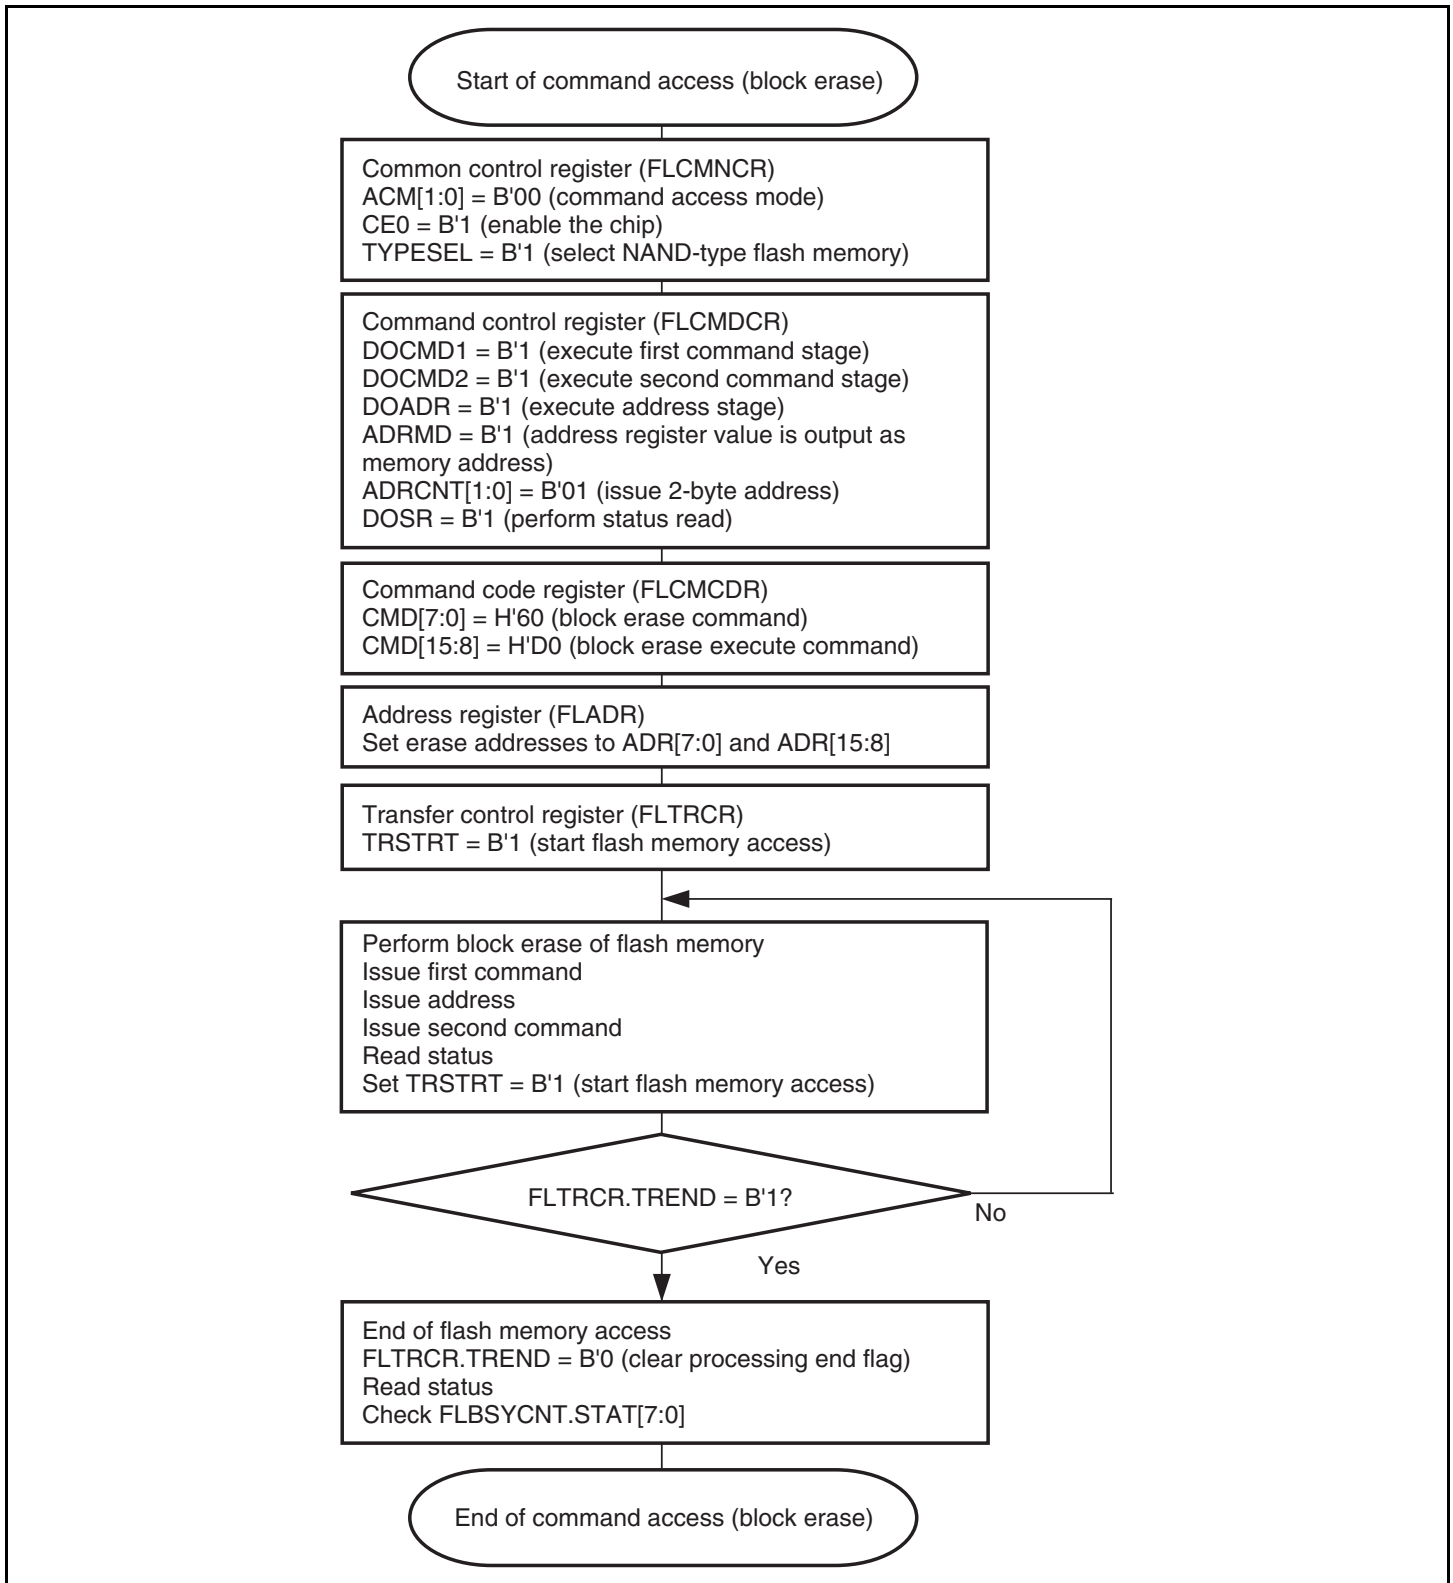 Start of command access (block erase)
Common control register (FLCMNCR)
ACM[1:0] = B'00 (command access mode)
CE0 = B'1 (enable the chip)
TYPESEL = B'1 (select NAND-type flash memory)
Command control register (FLCMDCR)
DOCMD1 = B'1 (execute first command stage)
DOCMD2 = B'1 (execute second command stage)
DOADR = B'1 (execute address stage)
ADRMD = B'1 (address register value is output as
memory address)
ADRCNT[1:0] = B'01 (issue 2-byte address)
DOSR = B'1 (perform status read)
Command code register (FLCMCDR)
CMD[7:0] = H'60 (block erase command)
CMD[15:8] = H'D0 (block erase execute command)
Address register (FLADR)
Set erase addresses to ADR[7:0] and ADR[15:8]
Transfer control register (FLTRCR)
TRSTRT = B'1 (start flash memory access)
Perform block erase of flash memory
Issue first command
Issue address
Issue second command
Read status
Set TRSTRT = B'1 (start flash memory access)
FLTRCR.TREND = B'1?
No
Yes
End of flash memory access
FLTRCR.TREND = B'0 (clear processing end flag)
Read status
Check FLBSYCNT.STAT[7:0]
End of command access (block erase)